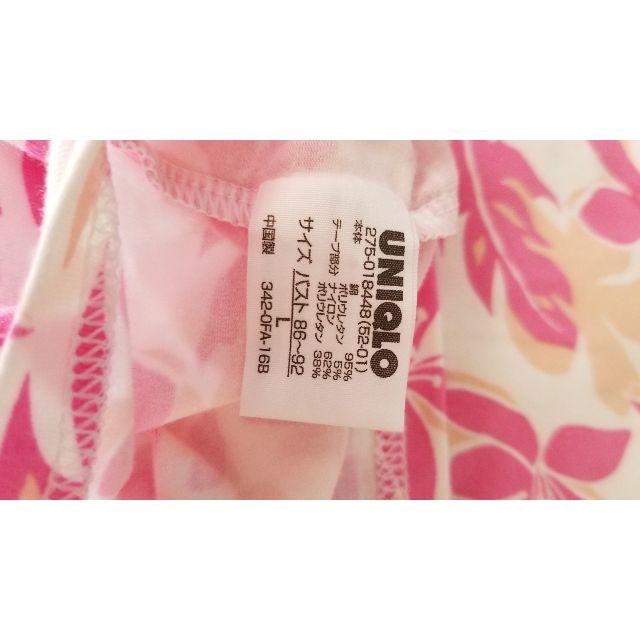 UNIQLO
275-018448(52-01)
本体 綿 95%
ポリウレタン 5%
テープ部分 ナイロン 62%
ポリウレタン 38%
サイズ バスト 86〜92
L
中国製 342-0FA-16B